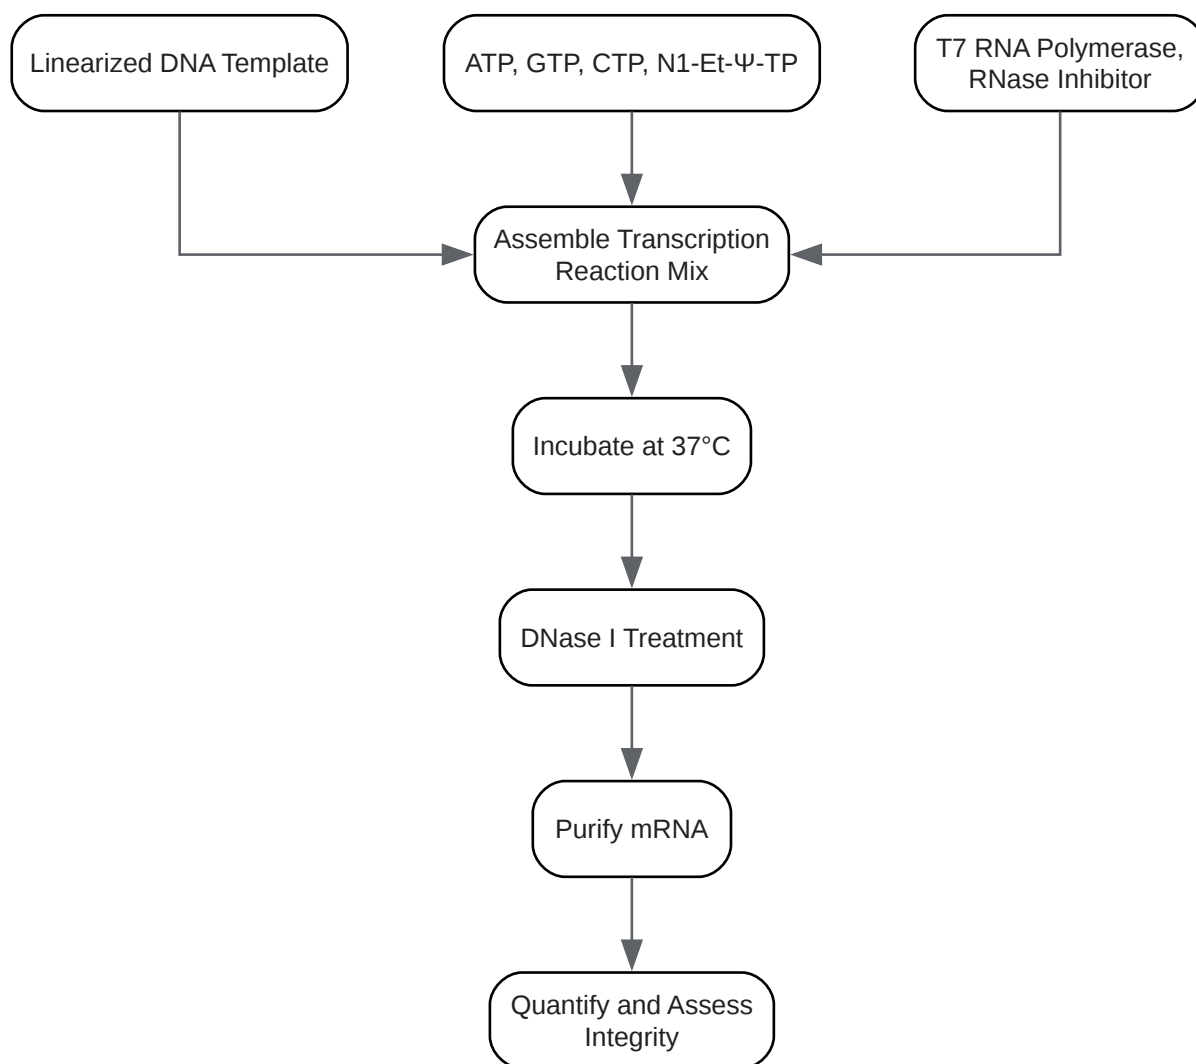 Linearized DNA Template
ATP, GTP, CTP, N1-Et-Ψ-TP
T7 RNA Polymerase,
RNase Inhibitor
Assemble Transcription
Reaction Mix
Incubate at 37°C
DNase I Treatment
Purify mRNA
Quantify and Assess
Integrity